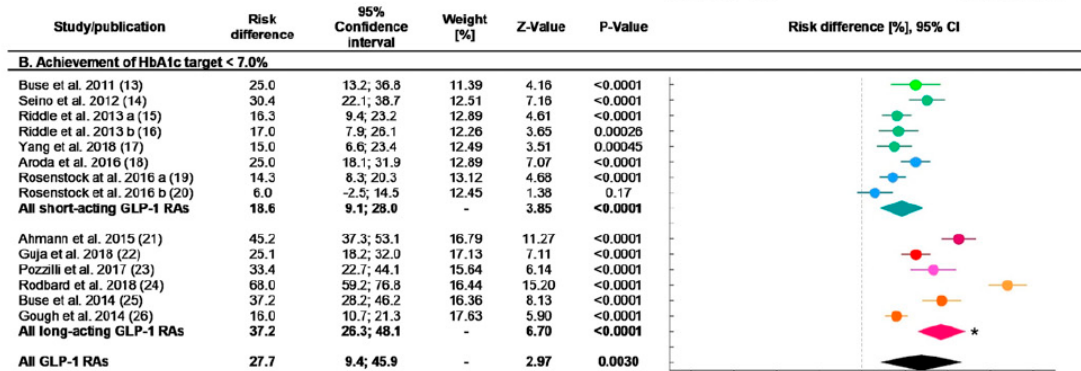 Study/publication Risk difference 95% Confidence interval Weight [%] Z-Value P-Value Risk difference [%], 95% CI
B. Achievement of HbA1c target < 7.0%
Buse et al. 2011 (13) 25.0 13.2; 36.8 11.39 4.16 <0.0001
Seino et al. 2012 (14) 30.4 22.1; 38.7 12.51 7.16 <0.0001
Riddle et al. 2013 a (15) 16.3 9.4; 23.2 12.89 4.61 <0.0001
Riddle et al. 2013 b (16) 17.0 7.9; 26.1 12.26 3.65 0.00026
Yang et al. 2018 (17) 15.0 6.6; 23.4 12.49 3.51 0.00045
Aroda et al. 2016 (18) 25.0 18.1; 31.9 12.89 7.07 <0.0001
Rosenstock at al. 2016 a (19) 14.3 8.3; 20.3 13.12 4.68 <0.0001
Rosenstock et al. 2016 b (20) 6.0 -2.5; 14.5 12.45 1.38 0.17
All short-acting GLP-1 RAs 18.6 9.1; 28.0 - 3.85 <0.0001
Ahmann et al. 2015 (21) 45.2 37.3; 53.1 16.79 11.27 <0.0001
Guja et al. 2018 (22) 25.1 18.2; 32.0 17.13 7.11 <0.0001
Pozzilli et al. 2017 (23) 33.4 22.7; 44.1 15.64 6.14 <0.0001
Rodbard et al. 2018 (24) 68.0 59.2; 76.8 16.44 15.20 <0.0001
Buse et al. 2014 (25) 37.2 28.2; 46.2 16.36 8.13 <0.0001
Gough et al. 2014 (26) 16.0 10.7; 21.3 17.63 5.90 <0.0001
All long-acting GLP-1 RAs 37.2 26.3; 48.1 - 6.70 <0.0001 *
All GLP-1 RAs 27.7 9.4; 45.9 - 2.97 0.0030